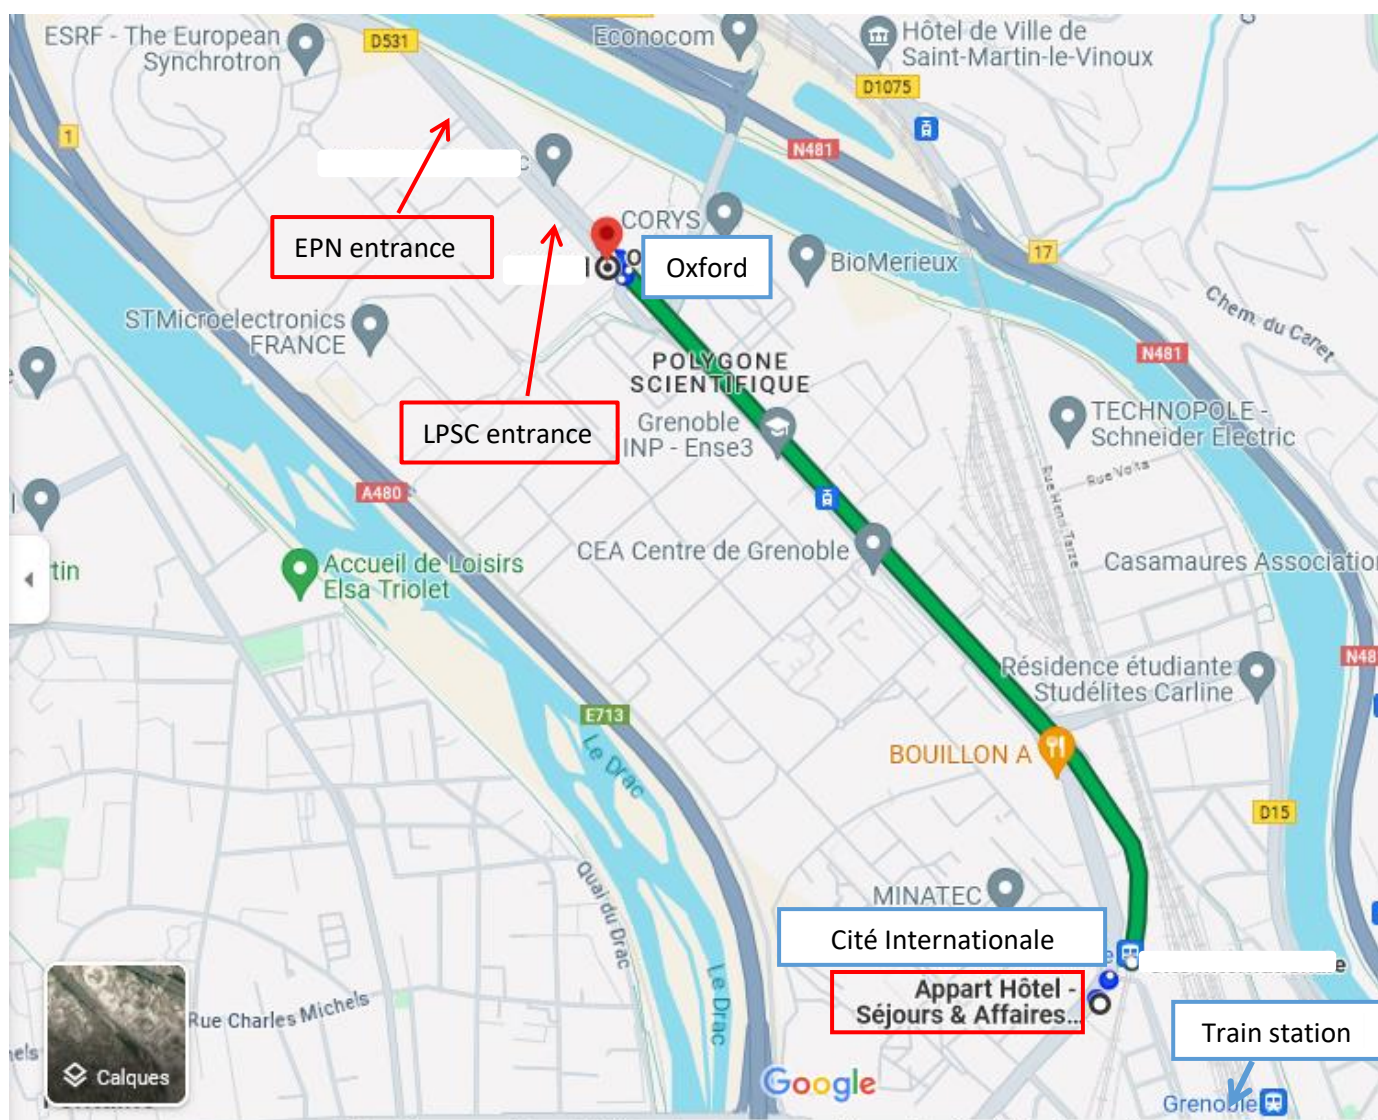 ESRF - The European
Synchrotron
D531
Econocom
Hôtel de Ville de
Saint-Martin-le-Vinoux
D1075
1
N481
c
EPN entrance
CORYS
Oxford
BioMerieux
17
Chem. du Canet
STMicroelectronics
FRANCE
N481
POLYGONE
SCIENTIFIQUE
LPSC entrance
Grenoble
INP - Ense3
TECHNOPOLE -
Schneider Electric
Rue Volta
Rue Henri Tarze
A480
CEA Centre de Grenoble
Accueil de Loisirs
Elsa Triolet
tin
Casamaures Association
Résidence étudiante
Studélites Carline
N48
E713
Le Drac
BOUILLON A
D15
Quai du Drac
MINATEC
Cité Internationale
e
Le Drac
Appart Hôtel -
Séjours & Affaires...
Rue Charles Michels
Train station
els
Calques
Google
Grenoble